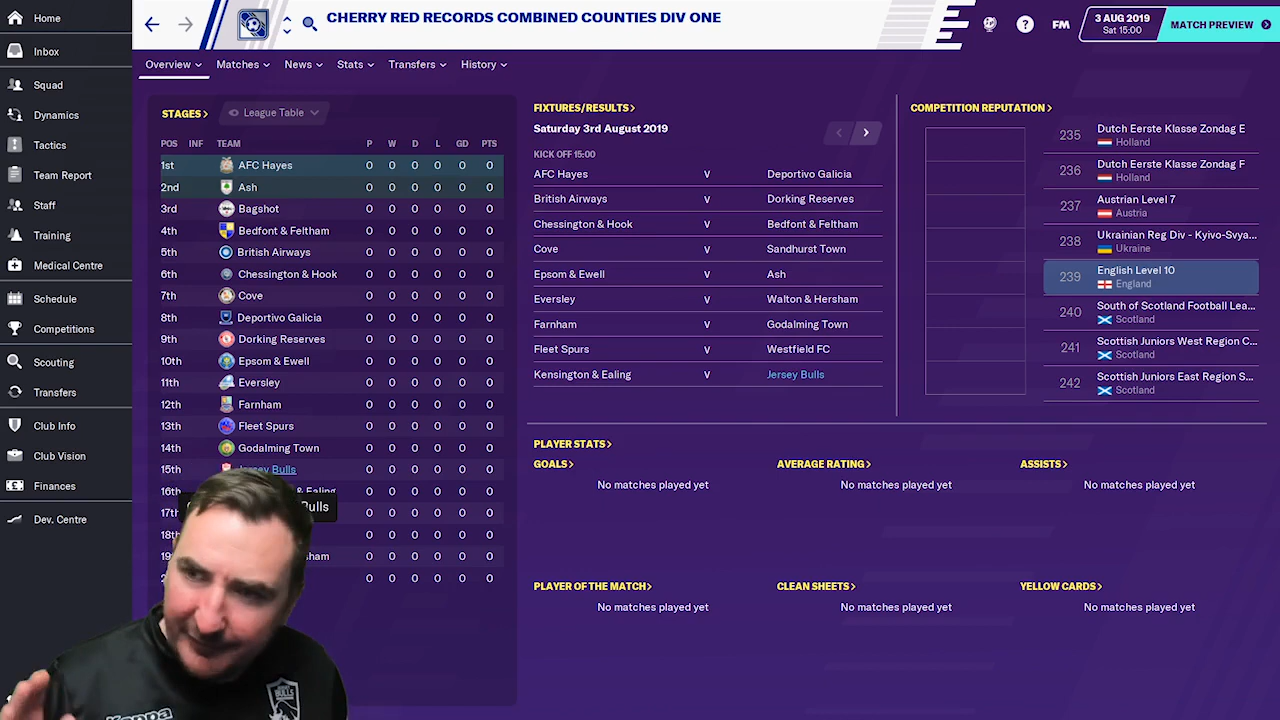 CHERRY RED RECORDS COMBINED COUNTIES DIV ONE
FM
3 AUG 2019
Sat 15:00
MATCH PREVIEW
Home
Inbox
Squad
Dynamics
Tactics
Team Report
Staff
Training
Medical Centre
Schedule
Competitions
Scouting
Transfers
Club Info
Club Vision
Finances
Dev. Centre
Overview Matches News Stats Transfers History
STAGES
League Table
POS INF TEAM P W D L GD PTS
1st AFC Hayes 0 0 0 0 0 0
2nd Ash 0 0 0 0 0 0
3rd Bagshot 0 0 0 0 0 0
4th Bedfont & Feltham 0 0 0 0 0 0
5th British Airways 0 0 0 0 0 0
6th Chessington & Hook 0 0 0 0 0 0
7th Cove 0 0 0 0 0 0
8th Deportivo Galicia 0 0 0 0 0 0
9th Dorking Reserves 0 0 0 0 0 0
10th Epsom & Ewell 0 0 0 0 0 0
11th Eversley 0 0 0 0 0 0
12th Farnham 0 0 0 0 0 0
13th Fleet Spurs 0 0 0 0 0 0
14th Godalming Town 0 0 0 0 0 0
15th Jersey Bulls 0 0 0 0 0 0
16th & Ealing 0 0 0 0 0 0
Bulls
17th 0 0 0 0 0 0
18th 0 0 0 0 0 0
0 0 0 0 0 0
0 0 0 0 0 0
FIXTURES/RESULTS
Saturday 3rd August 2019
KICK OFF 15:00
AFC Hayes V Deportivo Galicia
British Airways V Dorking Reserves
Chessington & Hook V Bedfont & Feltham
Cove V Sandhurst Town
Epsom & Ewell V Ash
Eversley V Walton & Hersham
Farnham V Godalming Town
Fleet Spurs V Westfield FC
Kensington & Ealing V Jersey Bulls
COMPETITION REPUTATION
235 Dutch Eerste Klasse Zondag E
Holland
236 Dutch Eerste Klasse Zondag F
Holland
237 Austrian Level 7
Austria
238 Ukrainian Reg Div - Kyivo-Svya...
Ukraine
239 English Level 10
England
240 South of Scotland Football Lea...
Scotland
241 Scottish Juniors West Region C...
Scotland
242 Scottish Juniors East Region S...
Scotland
PLAYER STATS
GOALS
No matches played yet
AVERAGE RATING
No matches played yet
ASSISTS
No matches played yet
PLAYER OF THE MATCH
No matches played yet
CLEAN SHEETS
No matches played yet
YELLOW CARDS
No matches played yet
Kappa